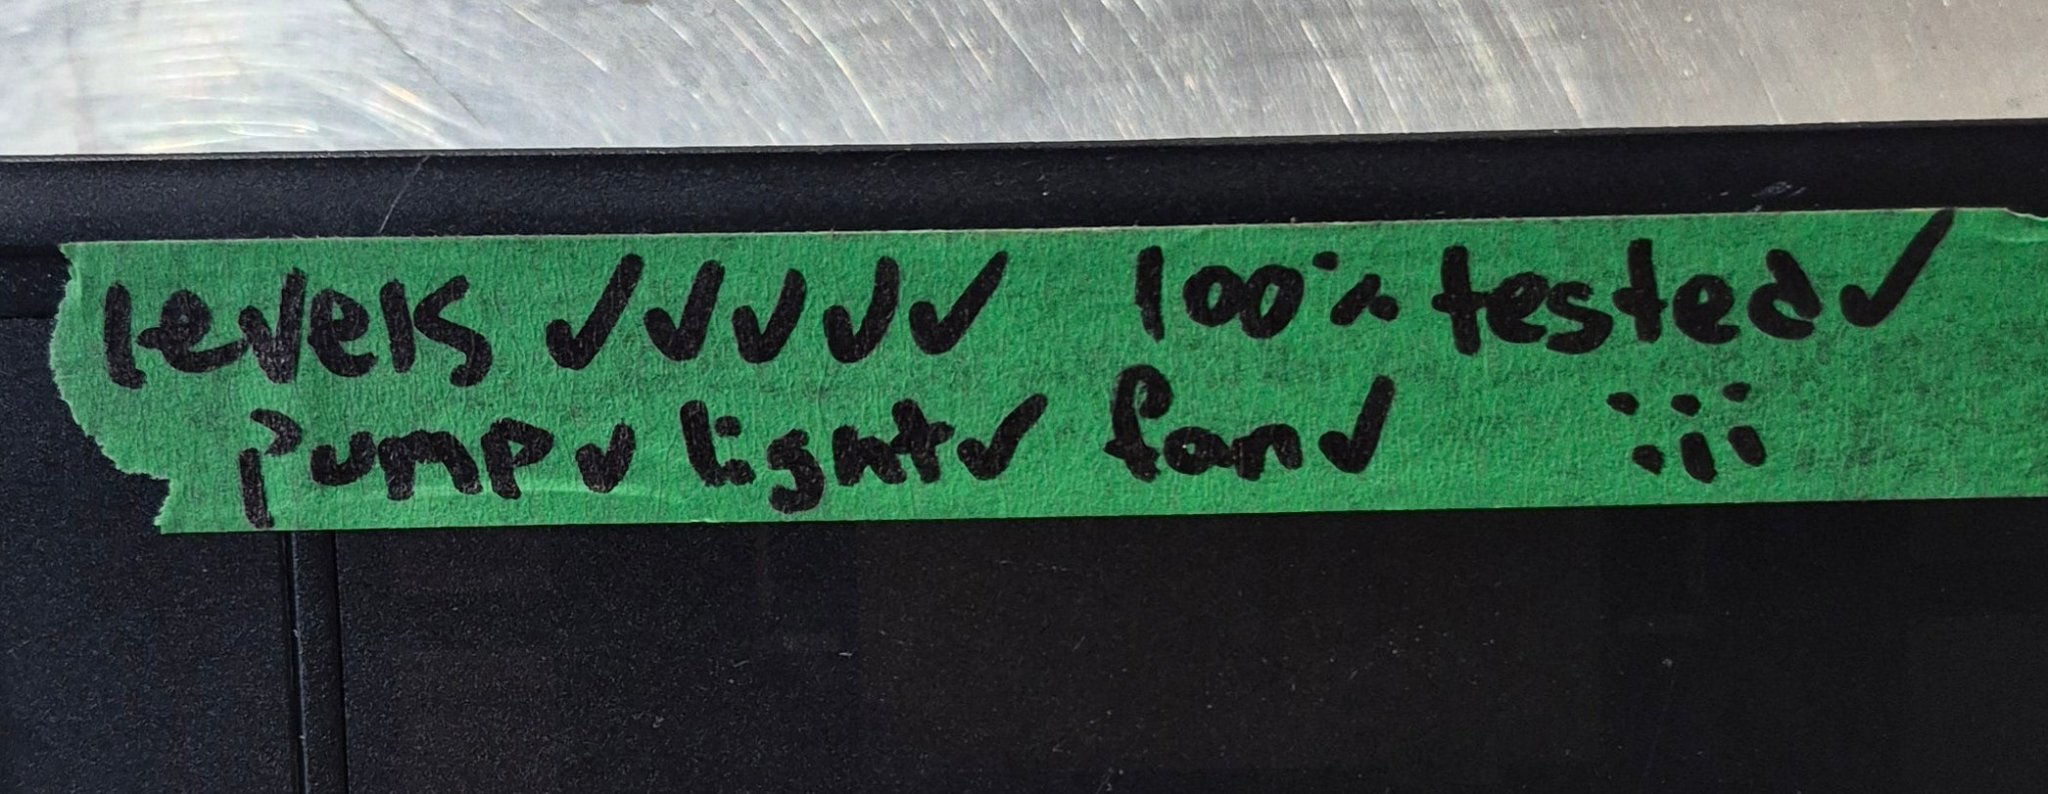 levels ✓✓✓✓✓ 100% tested ✓
pump ✓ light ✓ fan ✓